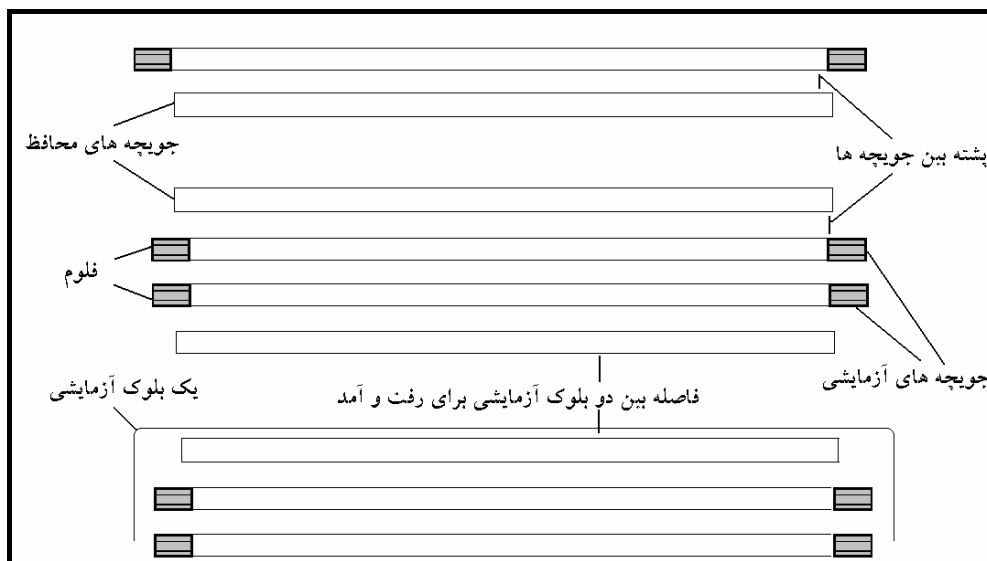 جویچه های محافظ
پشته بین جویچه ها
فلوم
جویچه های آزمایشی
یک بلوک آزمایشی
فاصله بین دو بلوک آزمایشی برای رفت و آمد